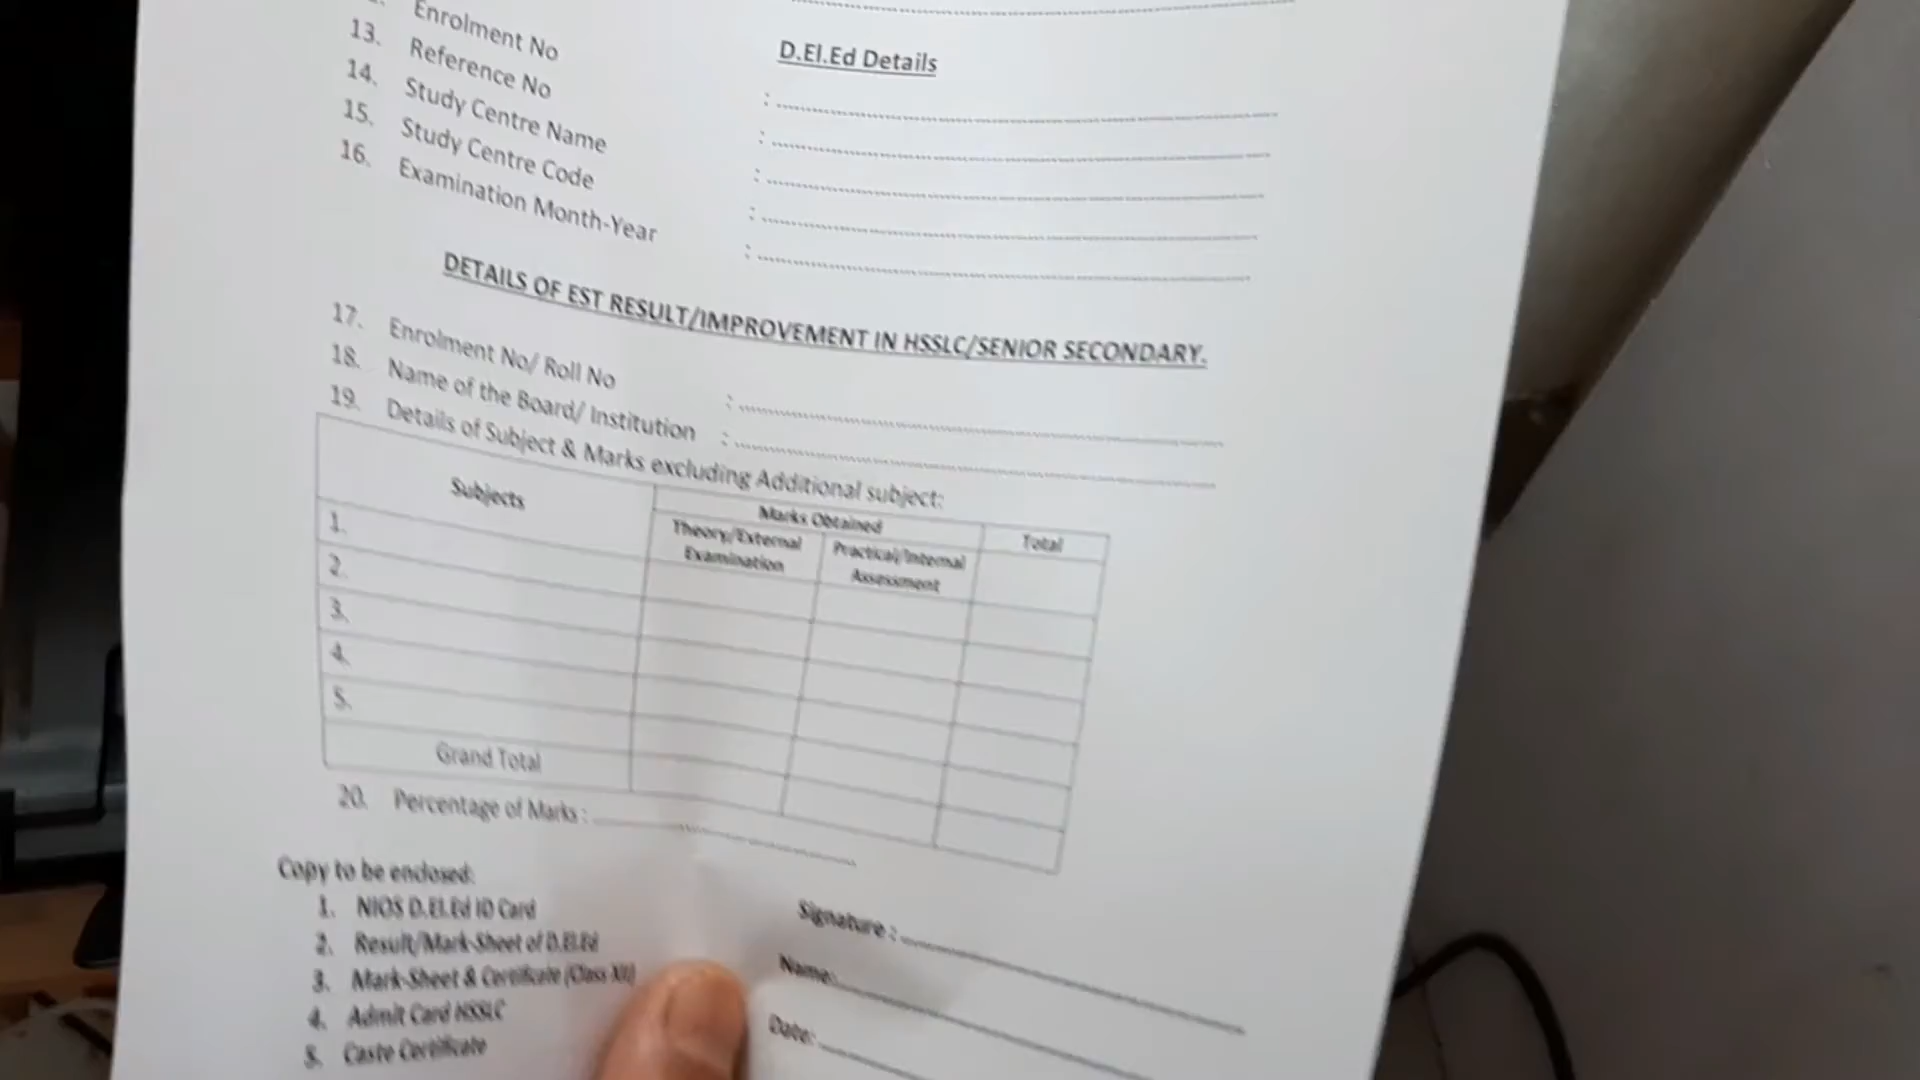 D.El.Ed Details
Enrolment No :
13. Reference No :
14. Study Centre Name :
15. Study Centre Code :
16. Examination Month-Year :
DETAILS OF EST RESULT/IMPROVEMENT IN HSSLC/SENIOR SECONDARY.
17. Enrolment No/ Roll No :
18. Name of the Board/ Institution :
19. Details of Subject & Marks excluding Additional subject:
Subjects
Marks Obtained
Total
Theory/External Examination
Practical/Internal Assessment
1.
2.
3.
4.
5.
Grand Total
20. Percentage of Marks :
Copy to be enclosed:
1. NIOS D.El.Ed ID Card
2. Result/Mark-Sheet of D.El.Ed
3. Mark-Sheet & Certificate (Class XII)
4. Admit Card HSSLC
5. Caste Certificate
Signature :
Name:
Date: